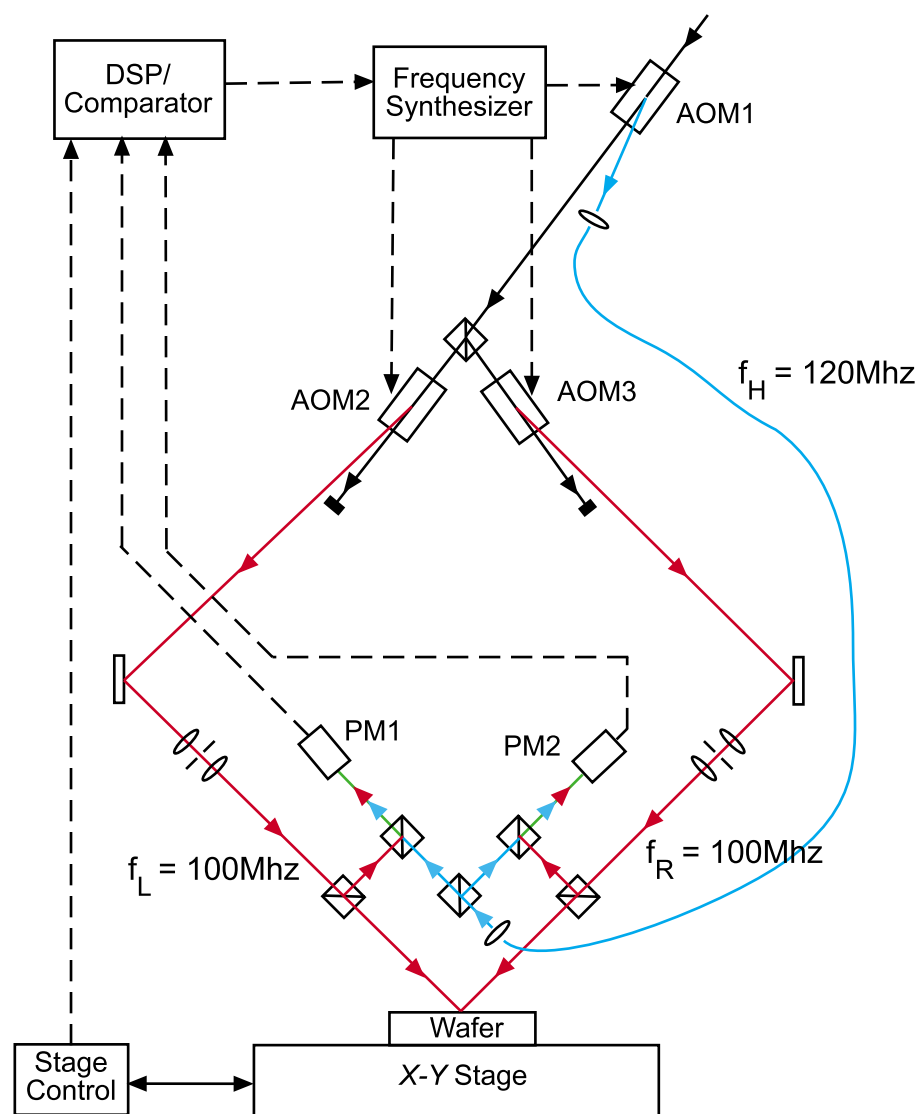 DSP/
Comparator
Frequency
Synthesizer
AOM1
AOM2
AOM3
f_H = 120Mhz
PM1
PM2
f_L = 100Mhz
f_R = 100Mhz
Wafer
Stage
Control
X-Y Stage